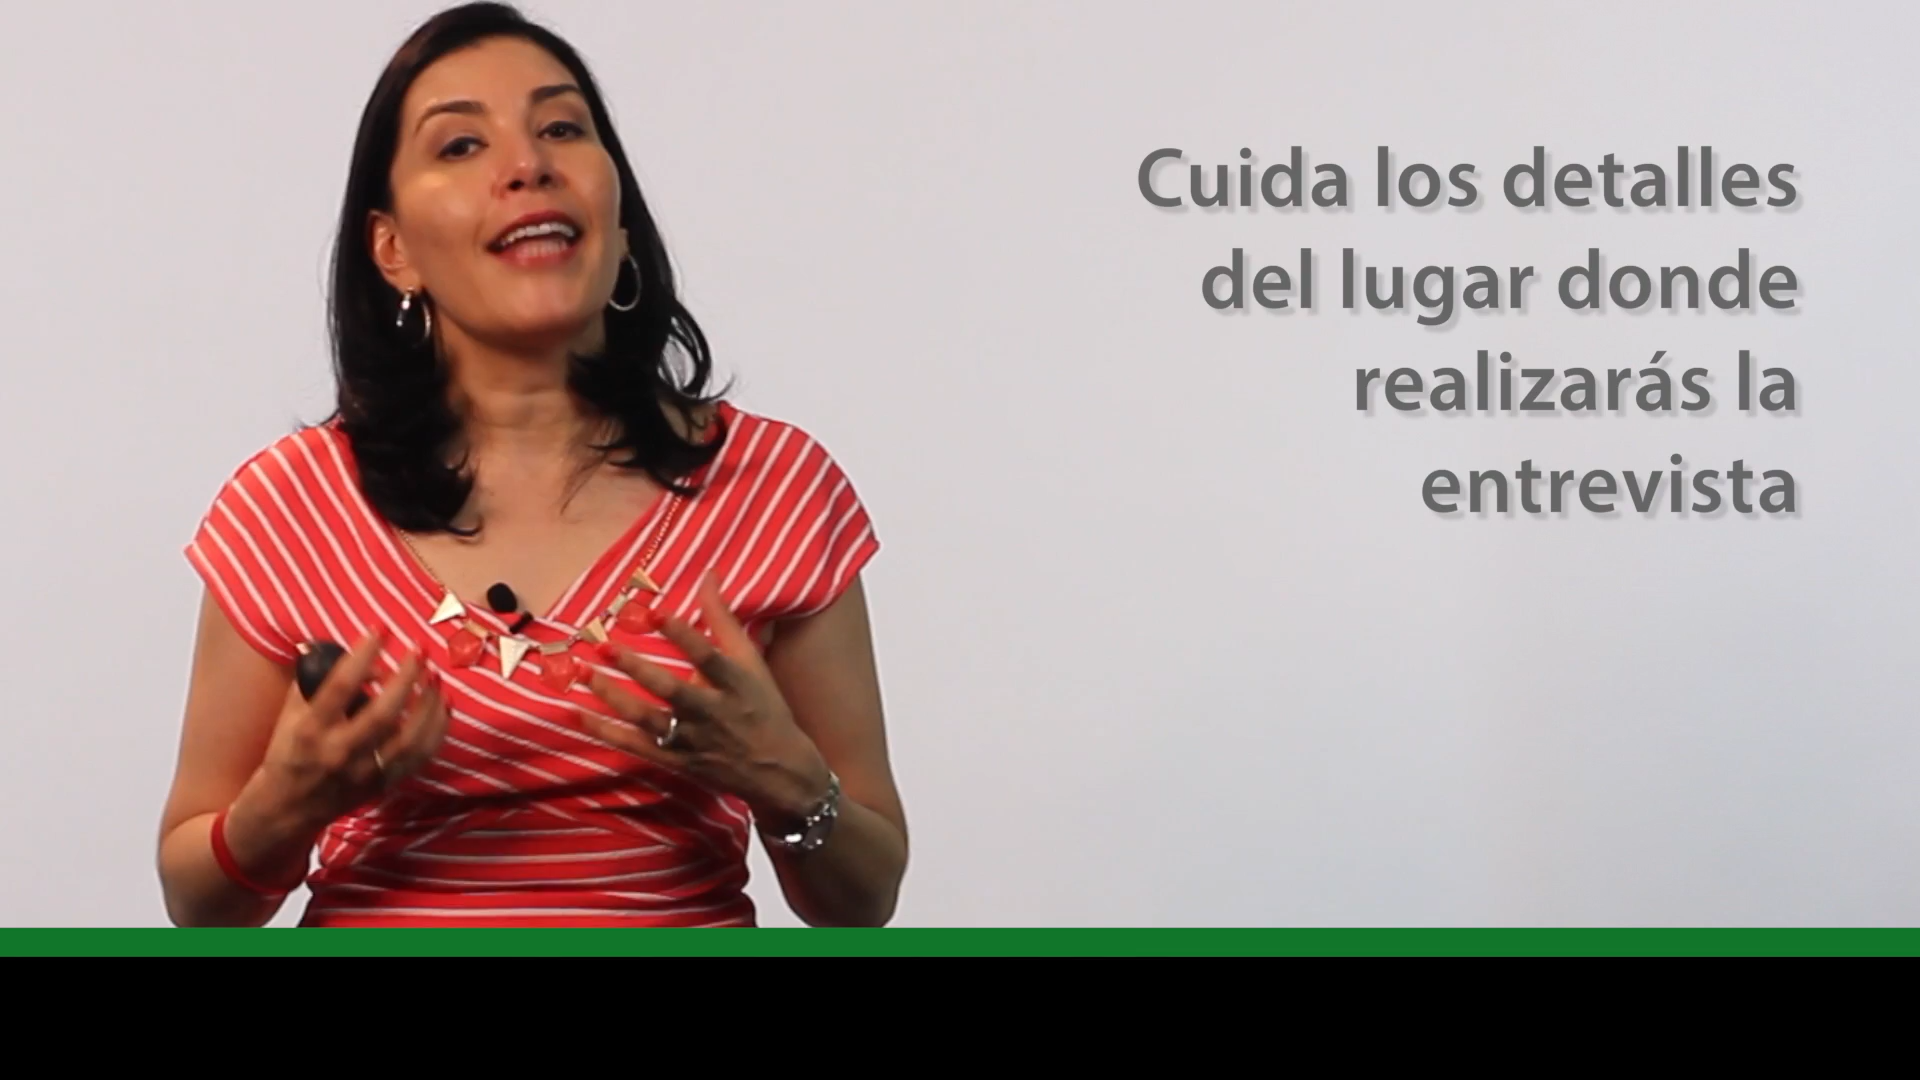 Cuida los detalles
del lugar donde
realizarás la
entrevista